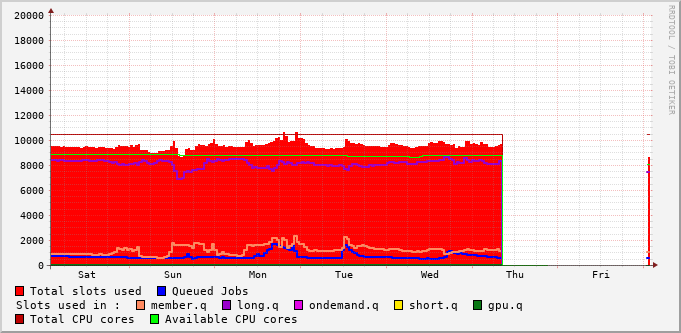 20000
18000
16000
14000
12000
10000
8000
6000
4000
2000
0
Sat Sun Mon Tue Wed Thu Fri
RRDTOOL / TOBI OETIKER
Total slots used Queued Jobs
Slots used in : member.q long.q ondemand.q short.q gpu.q
Total CPU cores Available CPU cores